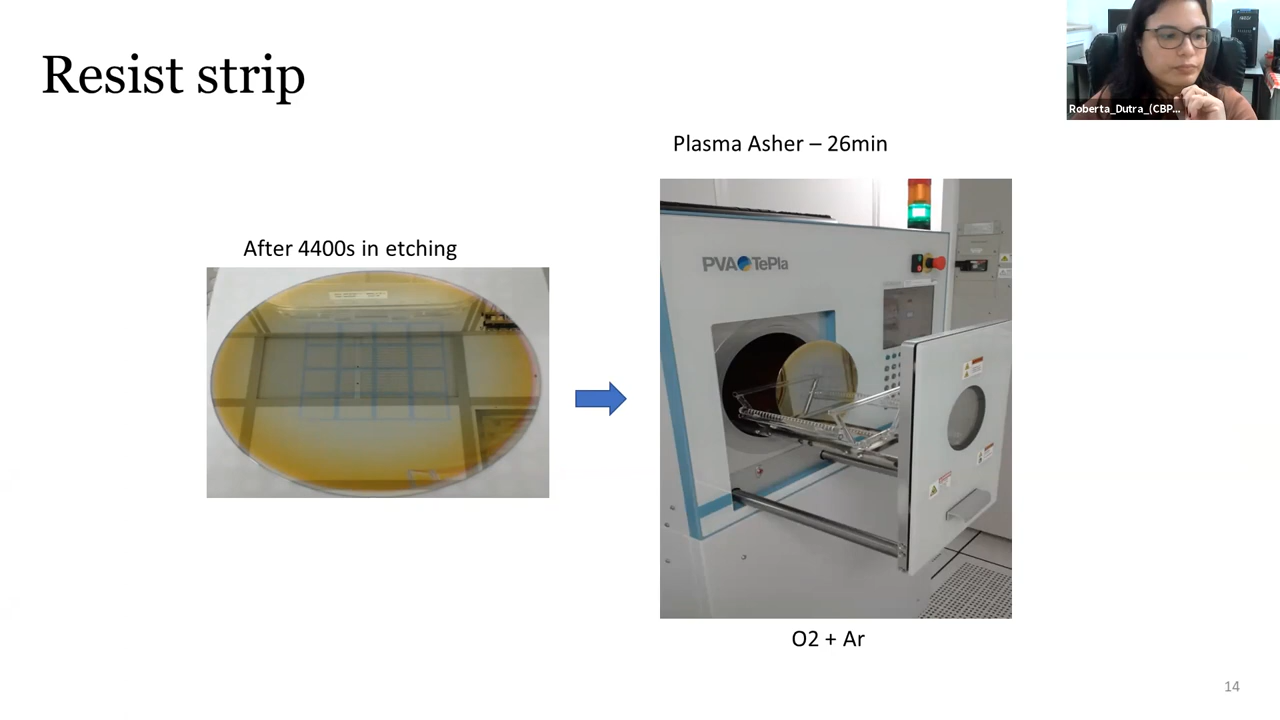 Resist strip
Roberta_Dutra_(CBP...
Plasma Asher – 26min
After 4400s in etching
PVA TePla
O2 + Ar
14